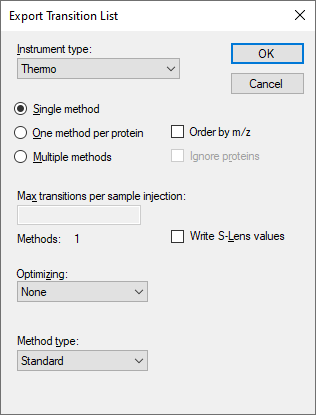 Export Transition List
Instrument type:
Thermo
OK
Cancel
Single method
One method per protein
Order by m/z
Multiple methods
Ignore proteins
Max transitions per sample injection:
Methods: 1
Write S-Lens values
Optimizing:
None
Method type:
Standard